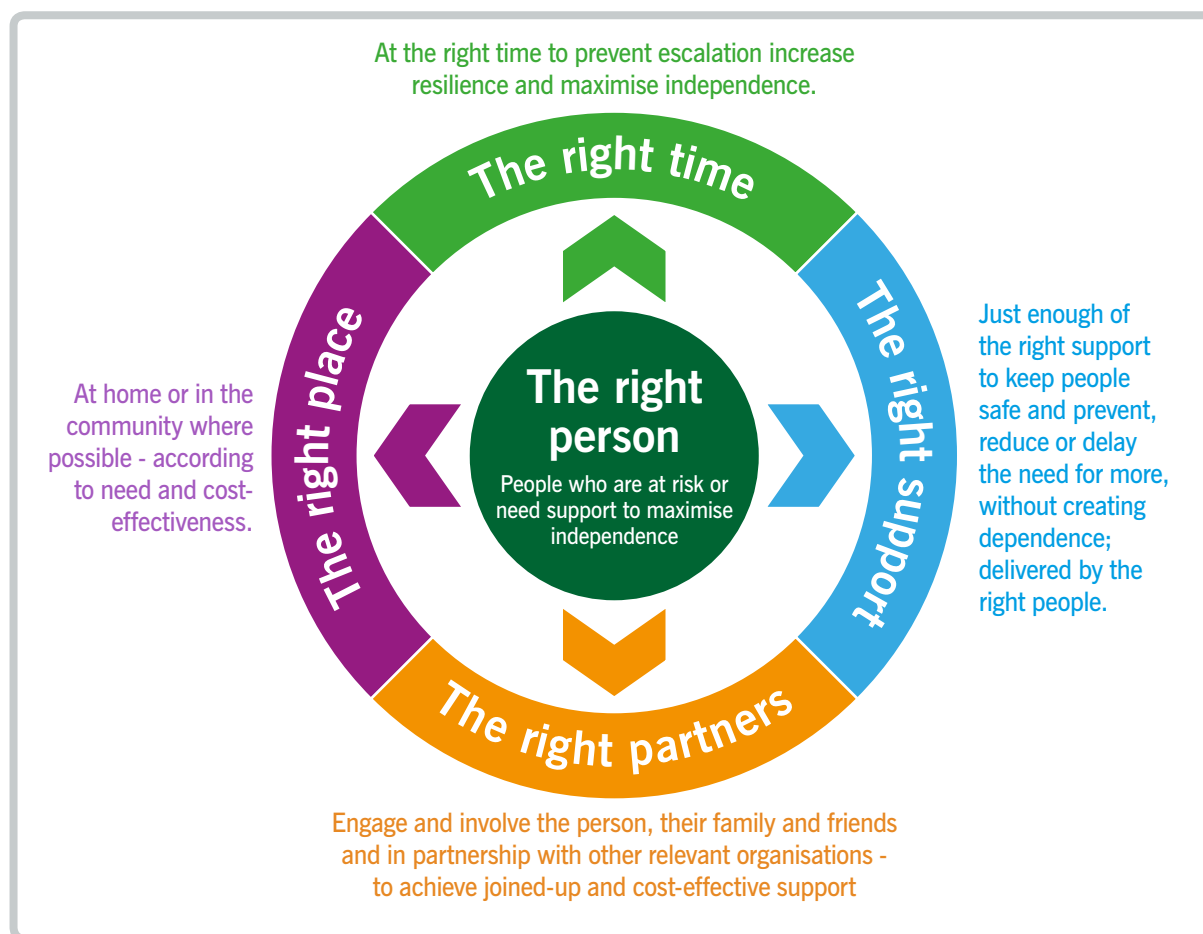 At the right time to prevent escalation increase
resilience and maximise independence.
The right time
The right place
At home or in the
community where
possible - according
to need and cost-
effectiveness.
The right
person
People who are at risk or
need support to maximise
independence
The right support
Just enough of
the right support
to keep people
safe and prevent,
reduce or delay
the need for more,
without creating
dependence;
delivered by the
right people.
The right partners
Engage and involve the person, their family and friends
and in partnership with other relevant organisations -
to achieve joined-up and cost-effective support